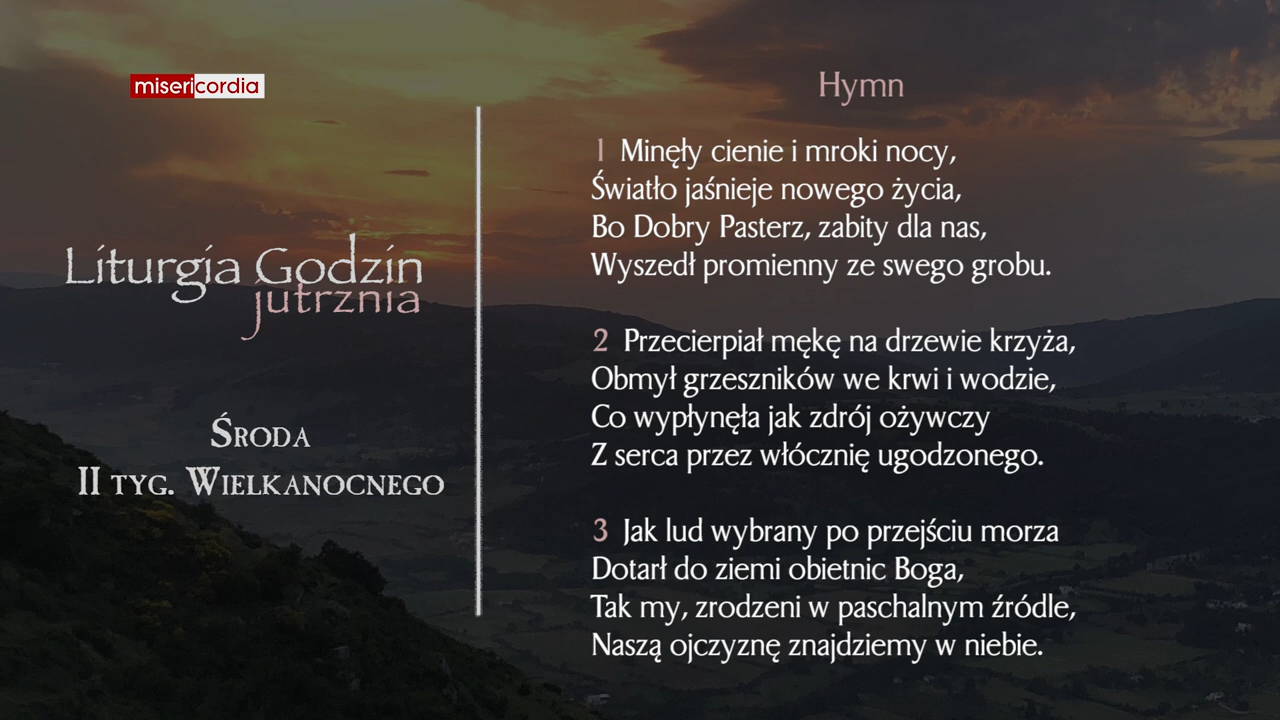 misericordia
Liturgia Godzin
jutrznia
Środa
II tyg. Wielkanocnego
Hymn
1 Minęły cienie i mroki nocy,
Światło jaśnieje nowego życia,
Bo Dobry Pasterz, zabity dla nas,
Wyszedł promienny ze swego grobu.
2 Przecierpiał mękę na drzewie krzyża,
Obmył grzeszników we krwi i wodzie,
Co wypłynęła jak zdrój ożywczy
Z serca przez włócznię ugodzonego.
3 Jak lud wybrany po przejściu morza
Dotarł do ziemi obietnic Boga,
Tak my, zrodzeni w paschalnym źródle,
Naszą ojczyznę znajdziemy w niebie.